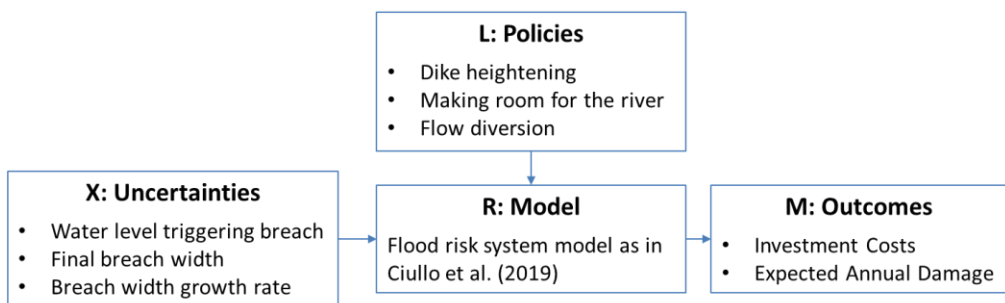 L: Policies
• Dike heightening
• Making room for the river
• Flow diversion
X: Uncertainties
• Water level triggering breach
• Final breach width
• Breach width growth rate
R: Model
Flood risk system model as in
Ciullo et al. (2019)
M: Outcomes
• Investment Costs
• Expected Annual Damage